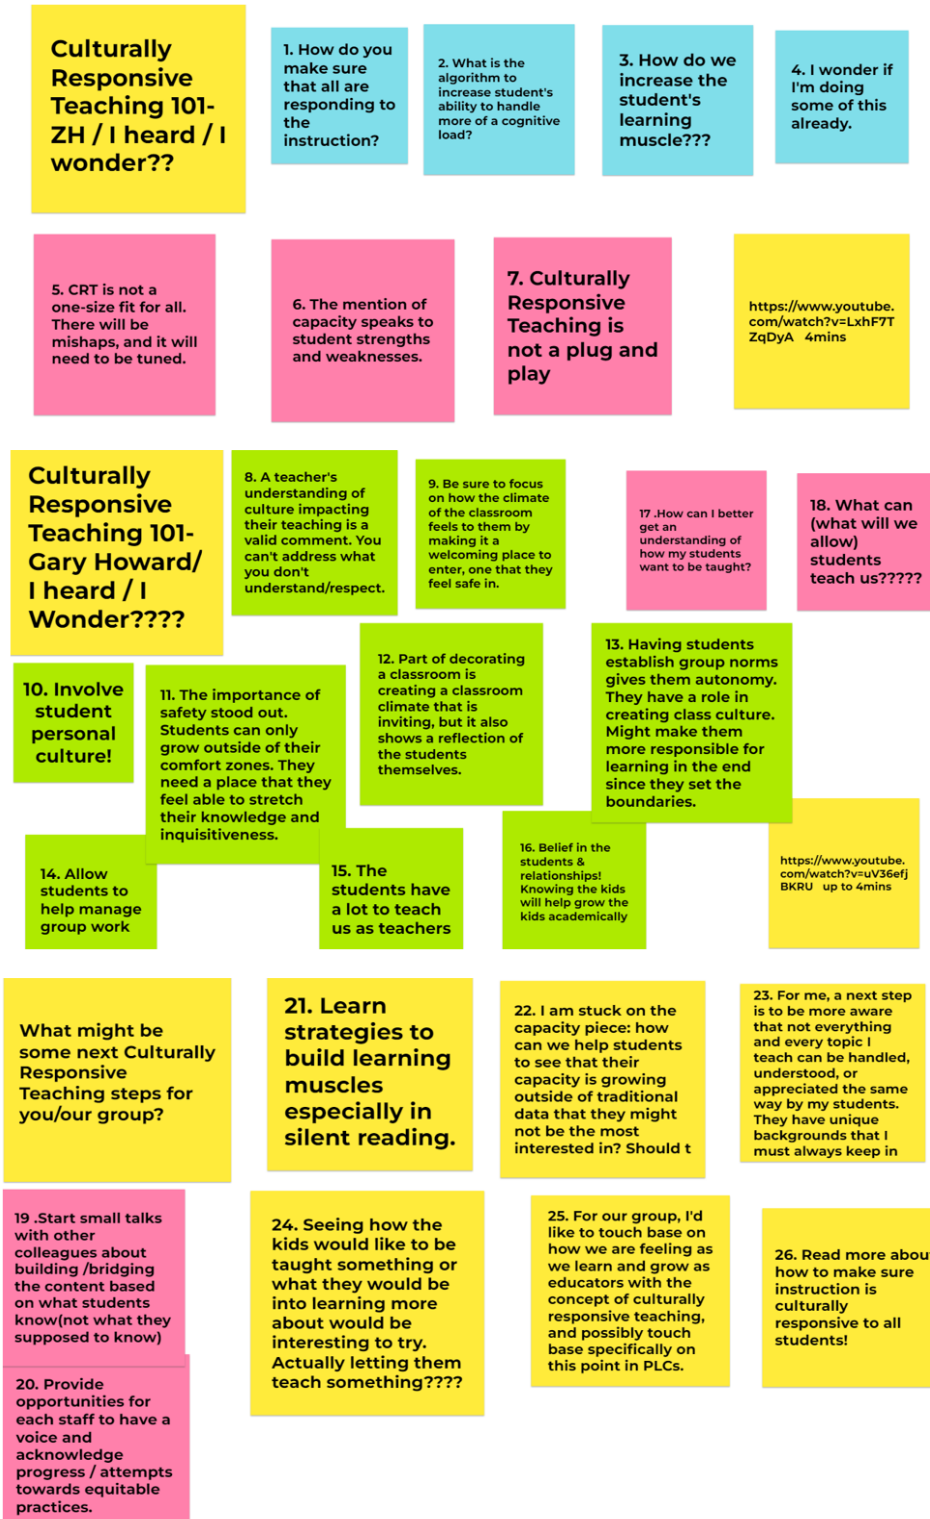 Culturally
Responsive
Teaching 101-
ZH / I heard / I
wonder??
1. How do you
make sure
that all are
responding to
the
instruction?
2. What is the
algorithm to
increase student's
ability to handle
more of a cognitive
load?
3. How do we
increase the
student's
learning
muscle???
4. I wonder if
I'm doing
some of this
already.
5. CRT is not a
one-size fit for all.
There will be
mishaps, and it will
need to be tuned.
6. The mention of
capacity speaks to
student strengths
and weaknesses.
7. Culturally
Responsive
Teaching is
not a plug and
play
https://www.youtube.
com/watch?v=LxhF7T
ZqDyA 4mins
Culturally
Responsive
Teaching 101-
Gary Howard/
I heard / I
Wonder????
8. A teacher's
understanding of
culture impacting
their teaching is a
valid comment. You
can't address what
you don't
understand/respect.
9. Be sure to focus
on how the climate
of the classroom
feels to them by
making it a
welcoming place to
enter, one that they
feel safe in.
17 .How can I better
get an
understanding of
how my students
want to be taught?
18. What can
(what will we
allow)
students
teach us?????
10. Involve
student
personal
culture!
11. The importance of
safety stood out.
Students can only
grow outside of their
comfort zones. They
need a place that they
feel able to stretch
their knowledge and
inquisitiveness.
12. Part of decorating
a classroom is
creating a classroom
climate that is
inviting, but it also
shows a reflection of
the students
themselves.
13. Having students
establish group norms
gives them autonomy.
They have a role in
creating class culture.
Might make them
more responsible for
learning in the end
since they set the
boundaries.
14. Allow
students to
help manage
group work
15. The
students have
a lot to teach
us as teachers
16. Belief in the
students &
relationships!
Knowing the kids
will help grow the
kids academically
https://www.youtube.
com/watch?v=uV36efj
BKRU up to 4mins
What might be
some next Culturally
Responsive
Teaching steps for
you/our group?
21. Learn
strategies to
build learning
muscles
especially in
silent reading.
22. I am stuck on the
capacity piece: how
can we help students
to see that their
capacity is growing
outside of traditional
data that they might
not be the most
interested in? Should t
23. For me, a next step
is to be more aware
that not everything
and every topic I
teach can be handled,
understood, or
appreciated the same
way by my students.
They have unique
backgrounds that I
must always keep in
19 .Start small talks
with other
colleagues about
building /bridging
the content based
on what students
know(not what they
supposed to know)
20. Provide
opportunities for
each staff to have a
voice and
acknowledge
progress / attempts
towards equitable
practices.
24. Seeing how the
kids would like to be
taught something or
what they would be
into learning more
about would be
interesting to try.
Actually letting them
teach something????
25. For our group, I'd
like to touch base on
how we are feeling as
we learn and grow as
educators with the
concept of culturally
responsive teaching,
and possibly touch
base specifically on
this point in PLCs.
26. Read more abou
how to make sure
instruction is
culturally
responsive to all
students!